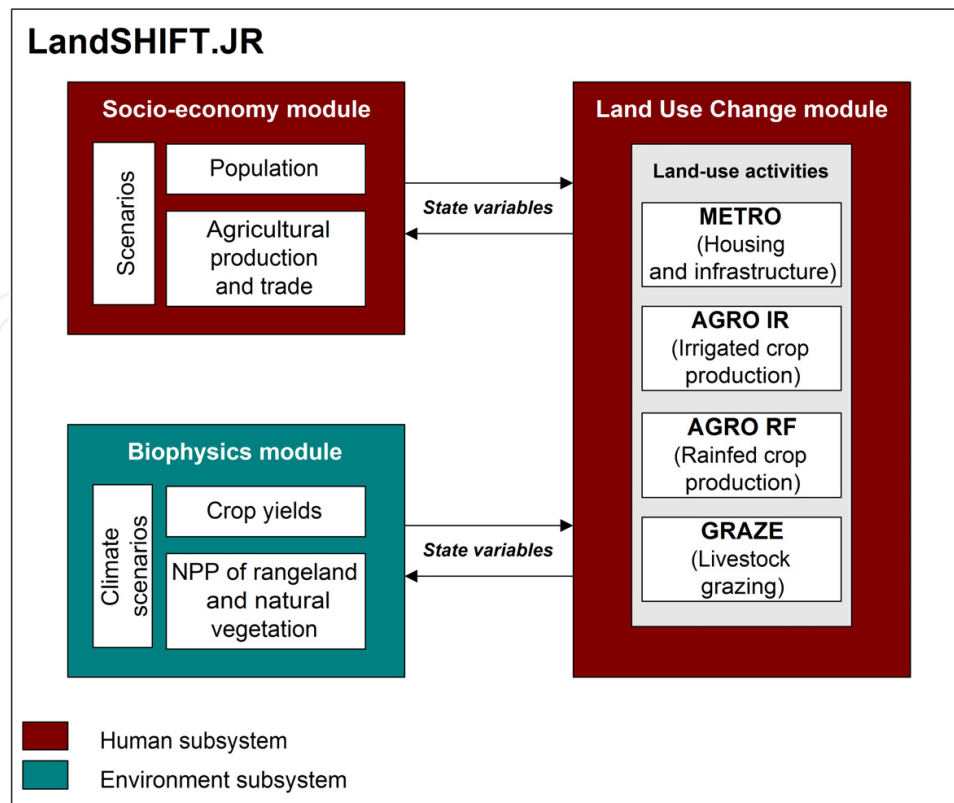 LandSHIFT.JR
Socio-economy module
Scenarios
Population
Agricultural
production
and trade
State variables
Biophysics module
Climate
scenarios
Crop yields
NPP of rangeland
and natural
vegetation
State variables
Land Use Change module
Land-use activities
METRO
(Housing
and infrastructure)
AGRO IR
(Irrigated crop
production)
AGRO RF
(Rainfed crop
production)
GRAZE
(Livestock
grazing)
Human subsystem
Environment subsystem